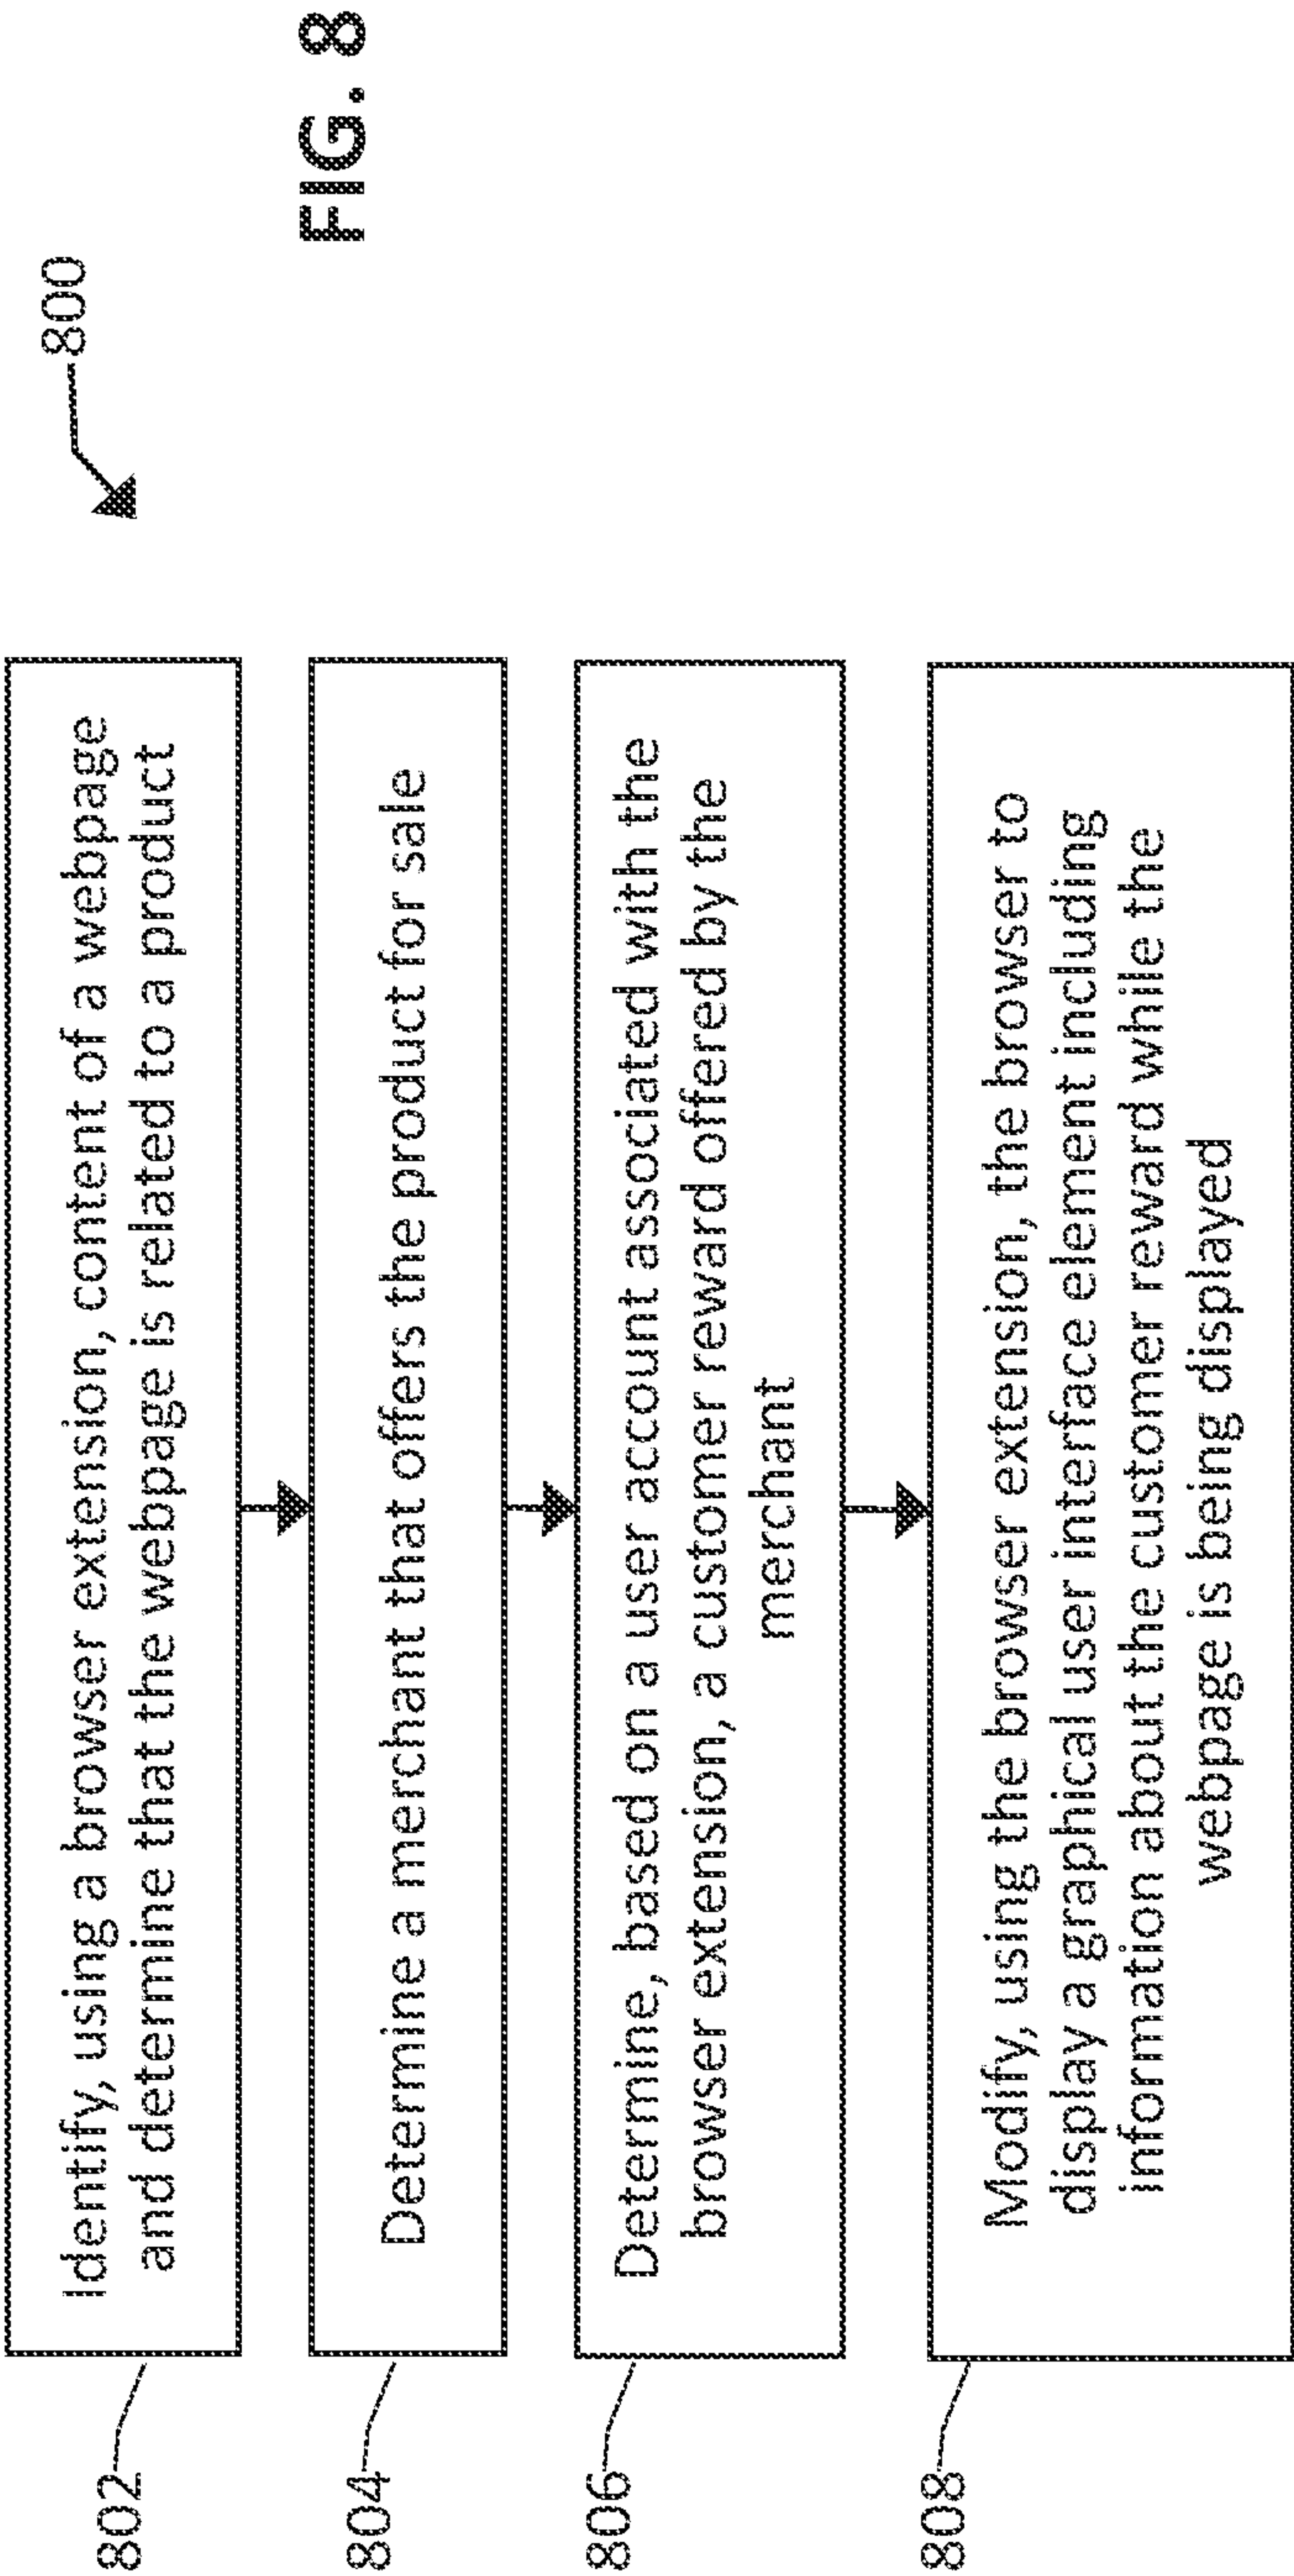 800
FIG. 8
802
Identify, using a browser extension, content of a webpage
and determine that the webpage is related to a product
804
Determine a merchant that offers the product for sale
806
Determine, based on a user account associated with the
browser extension, a customer reward offered by the
merchant
808
Modify, using the browser extension, the browser to
display a graphical user interface element including
information about the customer reward while the
webpage is being displayed